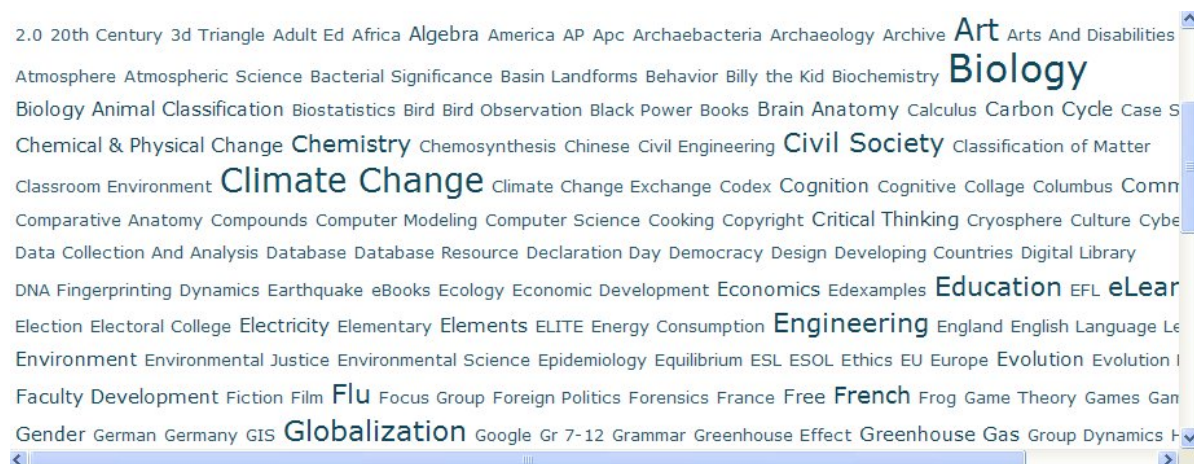 2.0 20th Century 3d Triangle Adult Ed Africa Algebra America AP Apc Archaebacteria Archaeology Archive Art Arts And Disabilities
Atmosphere Atmospheric Science Bacterial Significance Basin Landforms Behavior Billy the Kid Biochemistry Biology
Biology Animal Classification Biostatistics Bird Bird Observation Black Power Books Brain Anatomy Calculus Carbon Cycle Case
Chemical & Physical Change Chemistry Chemosynthesis Chinese Civil Engineering Civil Society Classification of Matter
Classroom Environment Climate Change Climate Change Exchange Codex Cognition Cognitive Collage Columbus
Comparative Anatomy Compounds Computer Modeling Computer Science Cooking Copyright Critical Thinking Cryosphere Culture
Data Collection And Analysis Database Database Resource Declaration Day Democracy Design Developing Countries Digital Library
DNA Fingerprinting Dynamics Earthquake eBooks Ecology Economic Development Economics Edexamples Education EFL
Election Electoral College Electricity Elementary Elements ELITE Energy Consumption Engineering England English Language
Environment Environmental Justice Environmental Science Epidemiology Equilibrium ESL ESOL Ethics EU Europe Evolution Evolution
Faculty Development Fiction Film Flu Focus Group Foreign Politics Forensics France Free French Frog Game Theory Games
Gender German Germany GIS Globalization Google Gr 7-12 Grammar Greenhouse Effect Greenhouse Gas Group Dynamics